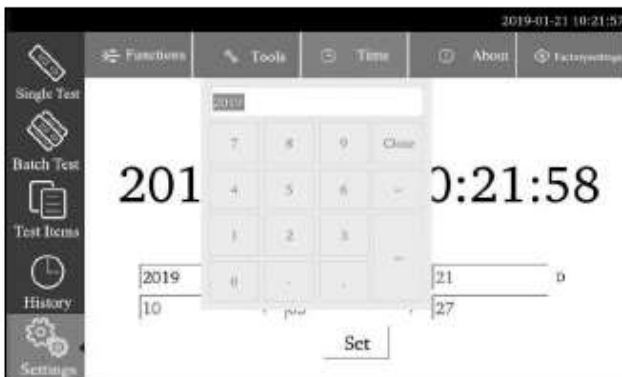 2019-01-21 10:21:57
Functions Tools Time About Factorysettings
Single Test
Batch Test
Test Items
History
Settings
2019
7 8 9 Close
4 5 6
1 2 3
0 . .
201 0:21:58
2019 21 D
10 27
Set